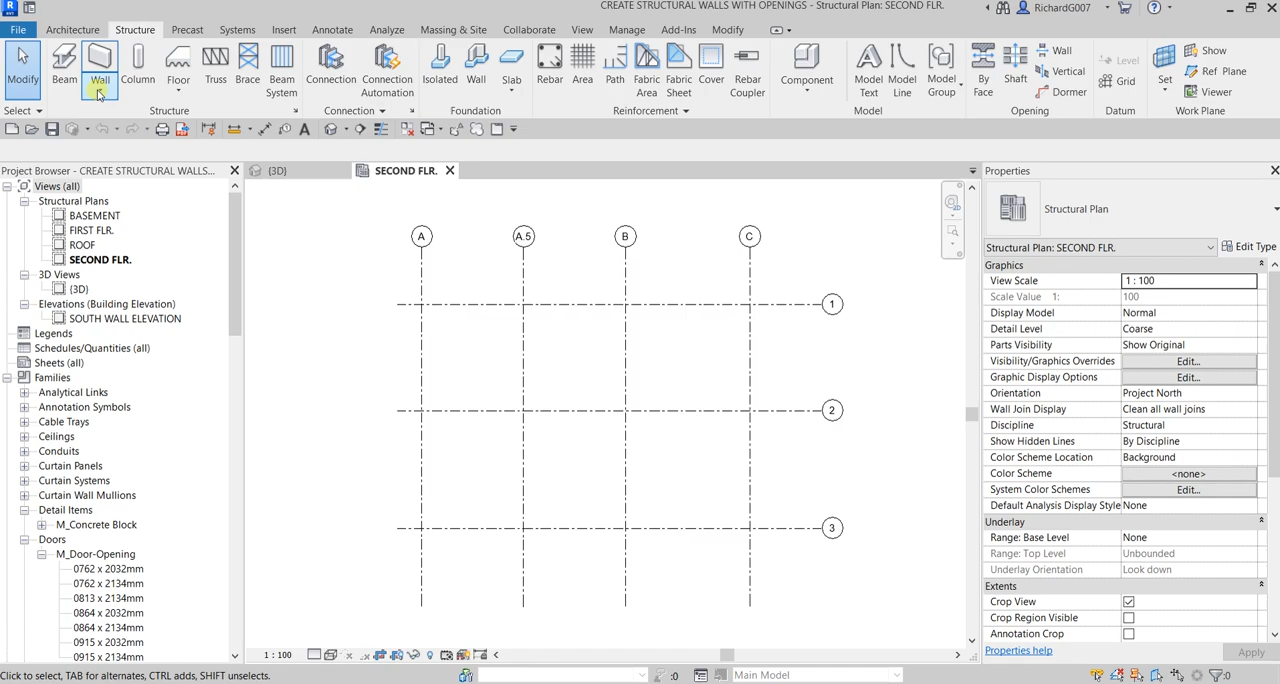 CREATE STRUCTURAL WALLS WITH OPENINGS - Structural Plan: SECOND FLR.
RichardG007
File Architecture Structure Precast Systems Insert Annotate Analyze Massing & Site Collaborate View Manage Add-Ins Modify
Modify Beam Wall Column Floor Truss Brace Beam System Connection Connection Automation Isolated Wall Slab Rebar Area Path Fabric Area Fabric Sheet Cover Rebar Coupler Component Model Text Model Line Model Group By Face Shaft Wall Vertical Dormer Level Grid Set Show Ref Plane Viewer
Select Structure Connection Foundation Reinforcement Model Opening Datum Work Plane
Project Browser - CREATE STRUCTURAL WALLS...
Views (all)
Structural Plans
BASEMENT
FIRST FLR.
ROOF
SECOND FLR.
3D Views
{3D}
Elevations (Building Elevation)
SOUTH WALL ELEVATION
Legends
Schedules/Quantities (all)
Sheets (all)
Families
Analytical Links
Annotation Symbols
Cable Trays
Ceilings
Conduits
Curtain Panels
Curtain Systems
Curtain Wall Mullions
Detail Items
M_Concrete Block
Doors
M_Door-Opening
0762 x 2032mm
0762 x 2134mm
0813 x 2134mm
0864 x 2032mm
0864 x 2134mm
0915 x 2032mm
0915 x 2134mm
{3D}
SECOND FLR.
A A.5 B C
1
2
3
1 : 100
Properties
Structural Plan
Structural Plan: SECOND FLR. Edit Type
Graphics
View Scale 1 : 100
Scale Value 1: 100
Display Model Normal
Detail Level Coarse
Parts Visibility Show Original
Visibility/Graphics Overrides Edit...
Graphic Display Options Edit...
Orientation Project North
Wall Join Display Clean all wall joins
Discipline Structural
Show Hidden Lines By Discipline
Color Scheme Location Background
Color Scheme <none>
System Color Schemes Edit...
Default Analysis Display Style None
Underlay
Range: Base Level None
Range: Top Level Unbounded
Underlay Orientation Look down
Extents
Crop View
Crop Region Visible
Annotation Crop
Properties help Apply
Click to select, TAB for alternates, CTRL adds, SHIFT unselects.
:0
Main Model
:0